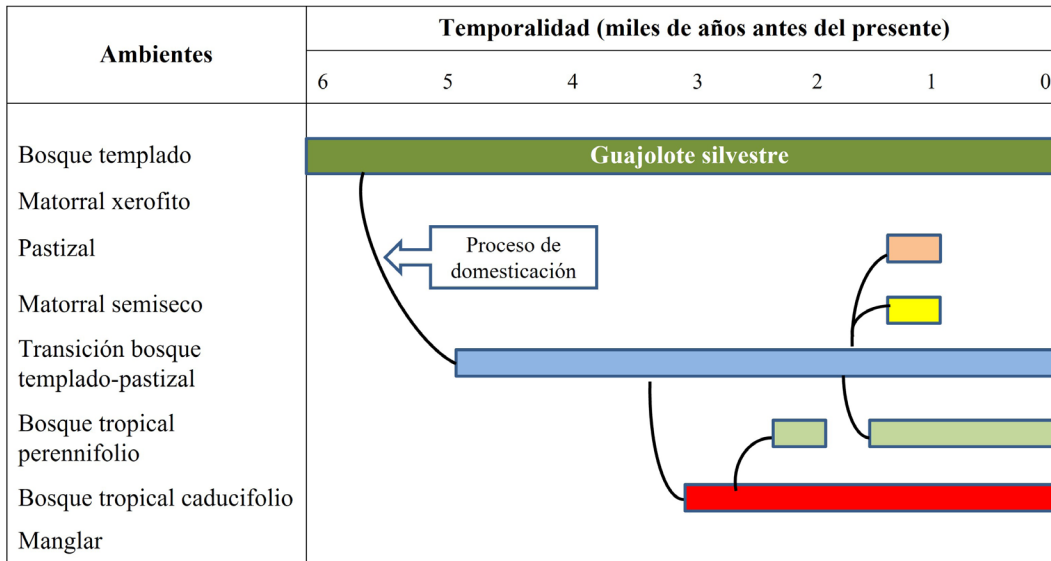 Ambientes
Temporalidad (miles de años antes del presente)
6 5 4 3 2 1 0
Bosque templado
Guajolote silvestre
Matorral xerofito
Pastizal
Proceso de
domesticación
Matorral semiseco
Transición bosque
templado-pastizal
Bosque tropical
perennifolio
Bosque tropical caducifolio
Manglar